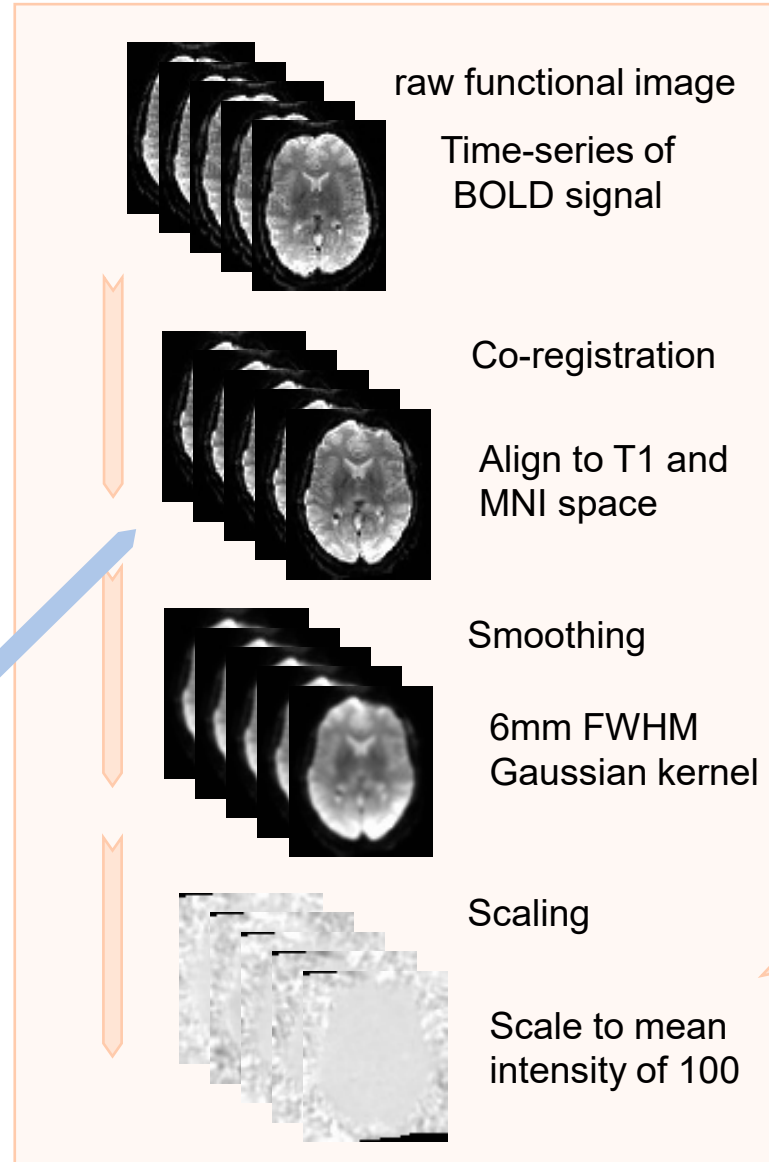 raw functional image
Time-series of
BOLD signal
Co-registration
Align to T1 and
MNI space
Smoothing
6mm FWHM
Gaussian kernel
Scaling
Scale to mean
intensity of 100